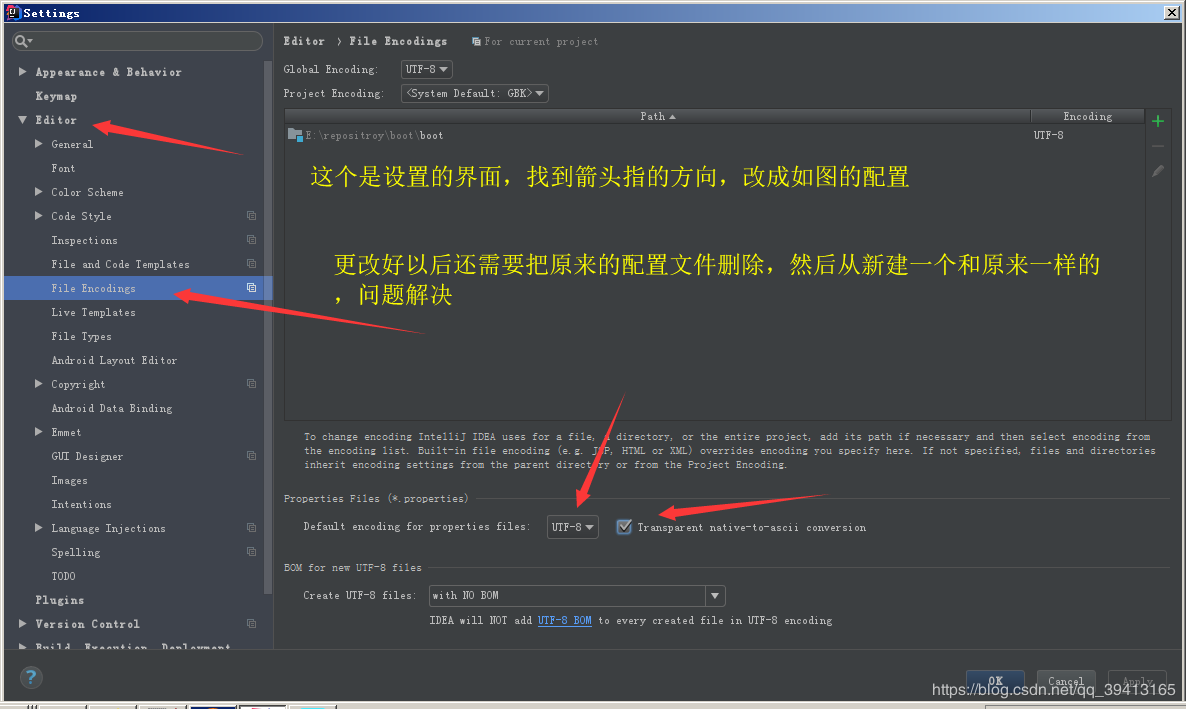 Settings
Editor › File Encodings For current project
Appearance & Behavior
Keymap
Editor
General
Font
Color Scheme
Code Style
Inspections
File and Code Templates
File Encodings
Live Templates
File Types
Android Layout Editor
Copyright
Android Data Binding
Emmet
GUI Designer
Images
Intentions
Language Injections
Spelling
TODO
Plugins
Version Control
Build, Execution, Deployment
Global Encoding: UTF-8
Project Encoding: <System Default: GBK>
Path Encoding
E:\repositroy\boot\boot UTF-8
这个是设置的界面，找到箭头指的方向，改成如图的配置
更改好以后还需要把原来的配置文件删除，然后从新建一个和原来一样的
，问题解决
To change encoding IntelliJ IDEA uses for a file, a directory, or the entire project, add its path if necessary and then select encoding from
the encoding list. Built-in file encoding (e.g. JSP, HTML or XML) overrides encoding you specify here. If not specified, files and directories
inherit encoding settings from the parent directory or from the Project Encoding.
Properties Files (*.properties)
Default encoding for properties files: UTF-8 Transparent native-to-ascii conversion
BOM for new UTF-8 files
Create UTF-8 files: with NO BOM
IDEA will NOT add UTF-8 BOM to every created file in UTF-8 encoding
?
OK Cancel Apply
https://blog.csdn.net/qq_39413165